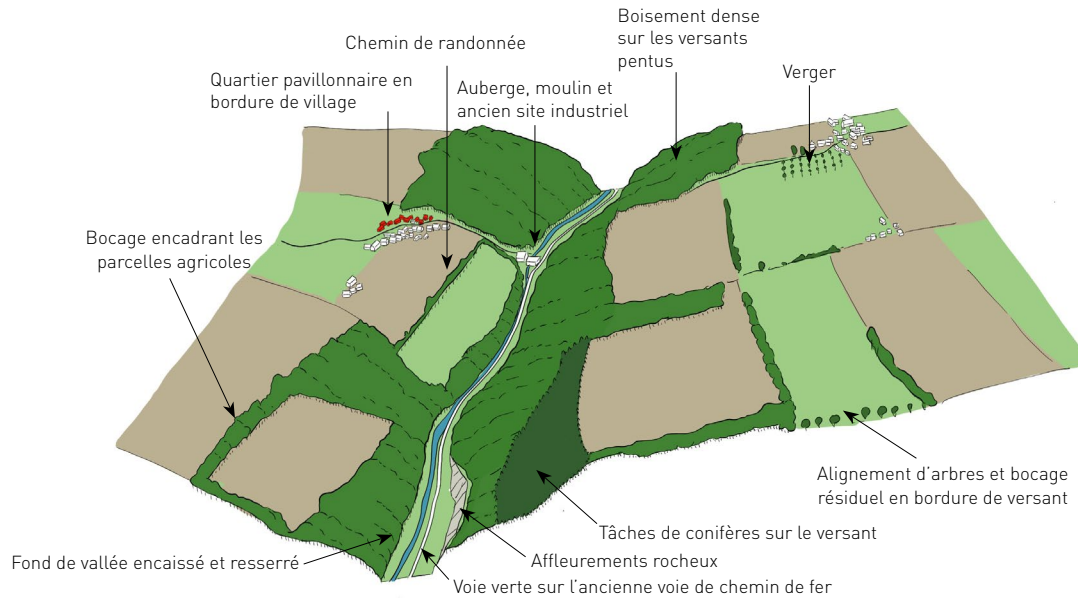 Boisement dense
sur les versants
pentus
Chemin de randonnée
Verger
Quartier pavillonnaire en
bordure de village
Auberge, moulin et
ancien site industriel
Bocage encadrant les
parcelles agricoles
Alignement d'arbres et bocage
résiduel en bordure de versant
Tâches de conifères sur le versant
Fond de vallée encaissé et resserré
Affleurements rocheux
Voie verte sur l'ancienne voie de chemin de fer